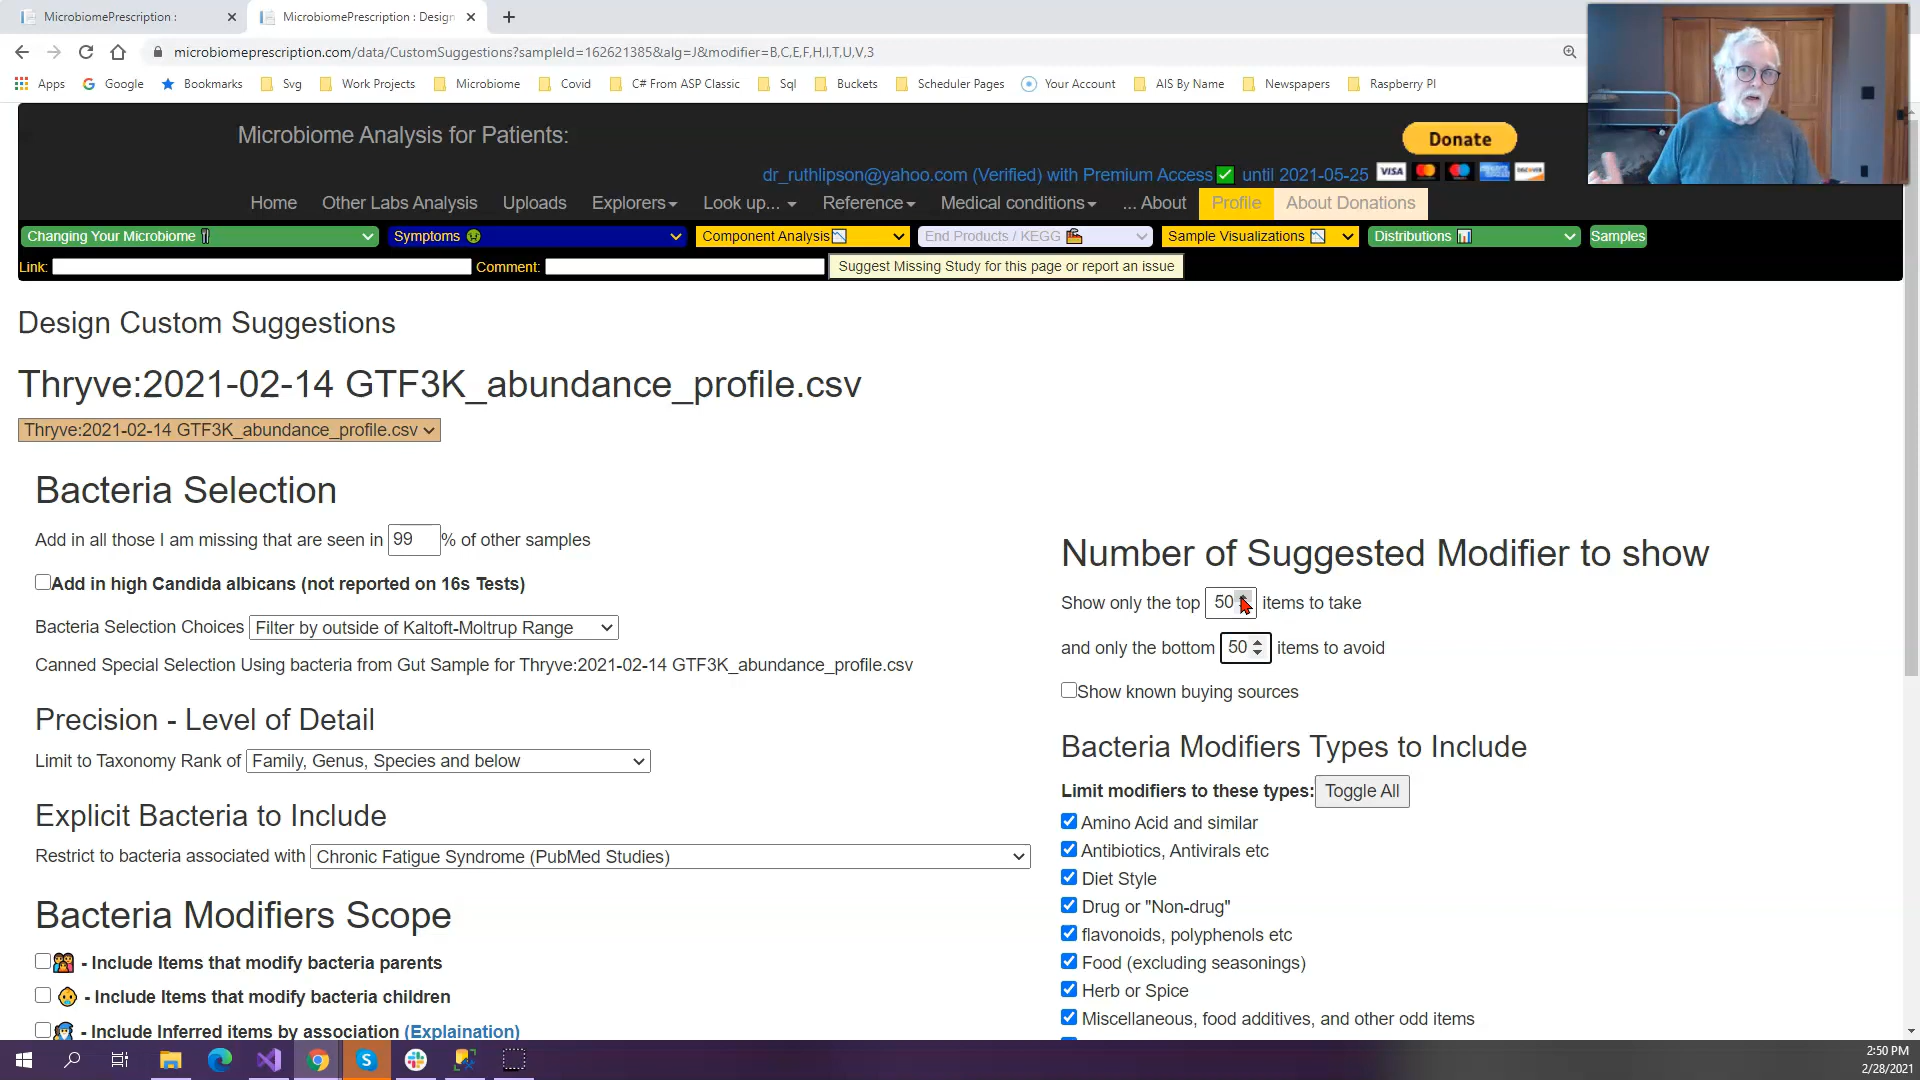 MicrobiomePrescription :
MicrobiomePrescription : Design
microbiomeprescription.com/data/CustomSuggestions?sampleId=162621385&alg=J&modifier=B,C,E,F,H,I,T,U,V,3
Apps Google Bookmarks Svg Work Projects Microbiome Covid C# From ASP Classic Sql Buckets Scheduler Pages Your Account AIS By Name Newspapers Raspberry PI
Microbiome Analysis for Patients:
Donate
dr_ruthlipson@yahoo.com (Verified) with Premium Access ✅ until 2021-05-25 VISA
Home Other Labs Analysis Uploads Explorers Look up... Reference Medical conditions ... About Profile About Donations
Changing Your Microbiome Symptoms Component Analysis End Products / KEGG Sample Visualizations Distributions Samples
Link: Comment: Suggest Missing Study for this page or report an issue
Design Custom Suggestions
Thryve:2021-02-14 GTF3K_abundance_profile.csv
Thryve:2021-02-14 GTF3K_abundance_profile.csv
Bacteria Selection
Add in all those I am missing that are seen in 99 % of other samples
Add in high Candida albicans (not reported on 16s Tests)
Bacteria Selection Choices Filter by outside of Kaltoft-Moltrup Range
Canned Special Selection Using bacteria from Gut Sample for Thryve:2021-02-14 GTF3K_abundance_profile.csv
Precision - Level of Detail
Limit to Taxonomy Rank of Family, Genus, Species and below
Explicit Bacteria to Include
Restrict to bacteria associated with Chronic Fatigue Syndrome (PubMed Studies)
Bacteria Modifiers Scope
- Include Items that modify bacteria parents
- Include Items that modify bacteria children
- Include Inferred items by association (Explaination)
Number of Suggested Modifier to show
Show only the top 50 items to take
and only the bottom 50 items to avoid
Show known buying sources
Bacteria Modifiers Types to Include
Limit modifiers to these types: Toggle All
Amino Acid and similar
Antibiotics, Antivirals etc
Diet Style
Drug or "Non-drug"
flavonoids, polyphenols etc
Food (excluding seasonings)
Herb or Spice
Miscellaneous, food additives, and other odd items
2:50 PM
2/28/2021